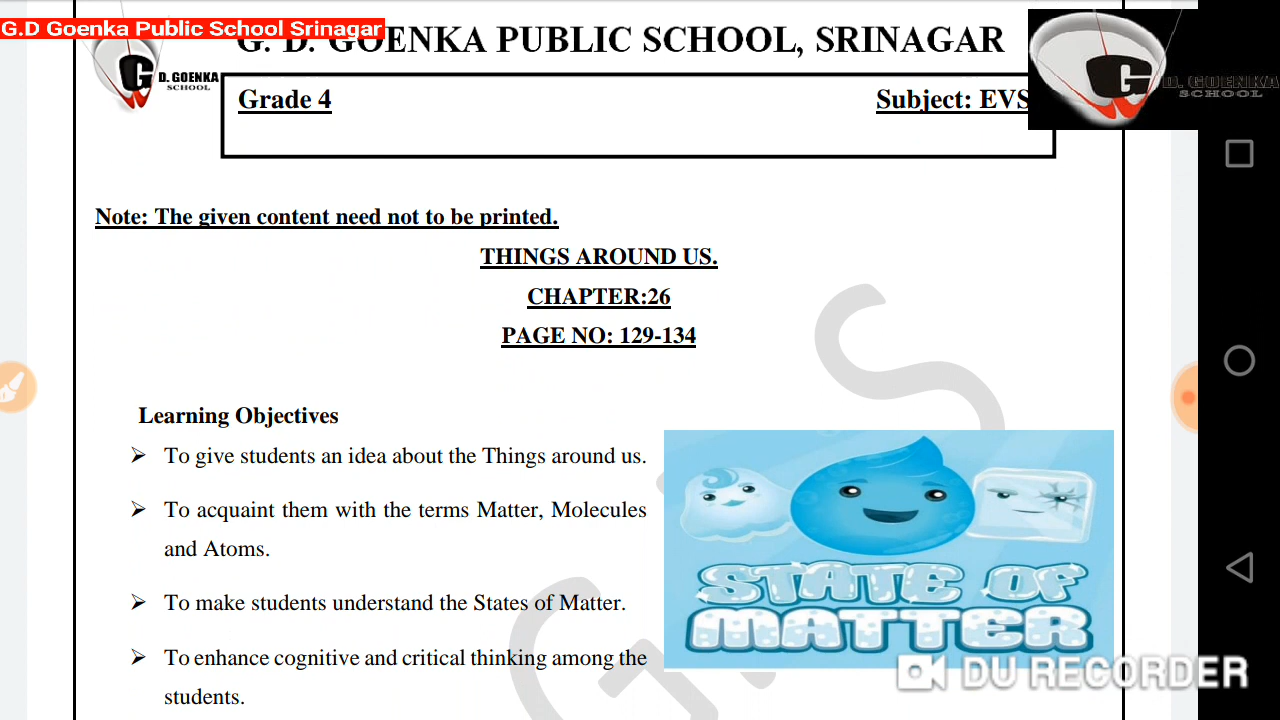 G.D Goenka Public School Srinagar
G. D. GOENKA PUBLIC SCHOOL, SRINAGAR
G D. GOENKA
SCHOOL
G D. GOENKA
SCHOOL
Grade 4 Subject: EVS
Note: The given content need not to be printed.
THINGS AROUND US.
CHAPTER:26
PAGE NO: 129-134
Learning Objectives
➢ To give students an idea about the Things around us.
➢ To acquaint them with the terms Matter, Molecules
and Atoms.
➢ To make students understand the States of Matter.
➢ To enhance cognitive and critical thinking among the
students.
STATE OF
MATTER
DU RECORDER